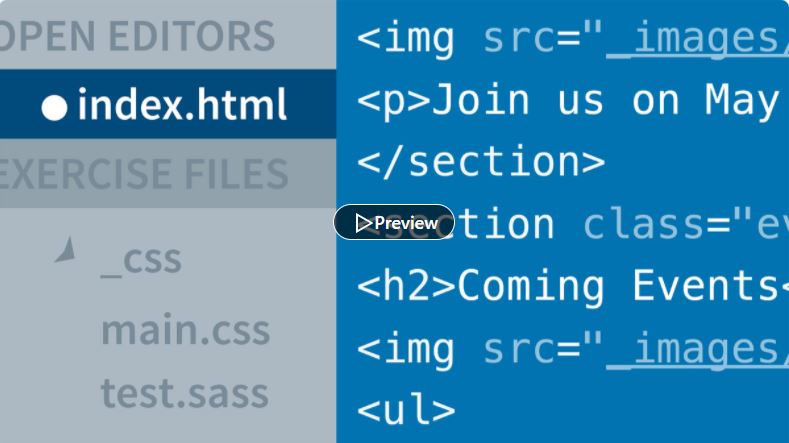 OPEN EDITORS
index.html
EXERCISE FILES
_css
main.css
test.sass
<img src="_images/
<p>Join us on May
</section>
<section class="ev
<h2>Coming Events<
<img src="_images/
<ul>
Preview